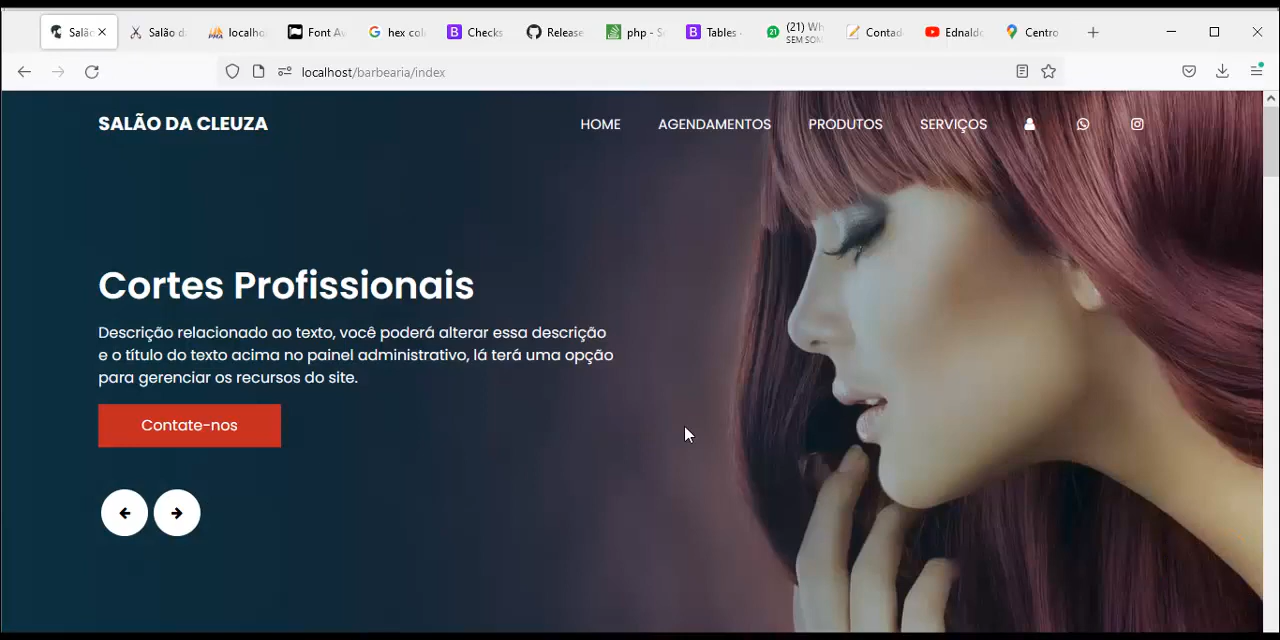 Salão
Salão d
localho
Font Av
hex col
Checks
Release
php - S
Tables -
(21) Wh
SEM SOM
Contad
Ednaldo
Centro
localhost/barbearia/index
SALÃO DA CLEUZA
HOME AGENDAMENTOS PRODUTOS SERVIÇOS
Cortes Profissionais
Descrição relacionado ao texto, você poderá alterar essa descrição
e o título do texto acima no painel administrativo, lá terá uma opção
para gerenciar os recursos do site.
Contate-nos